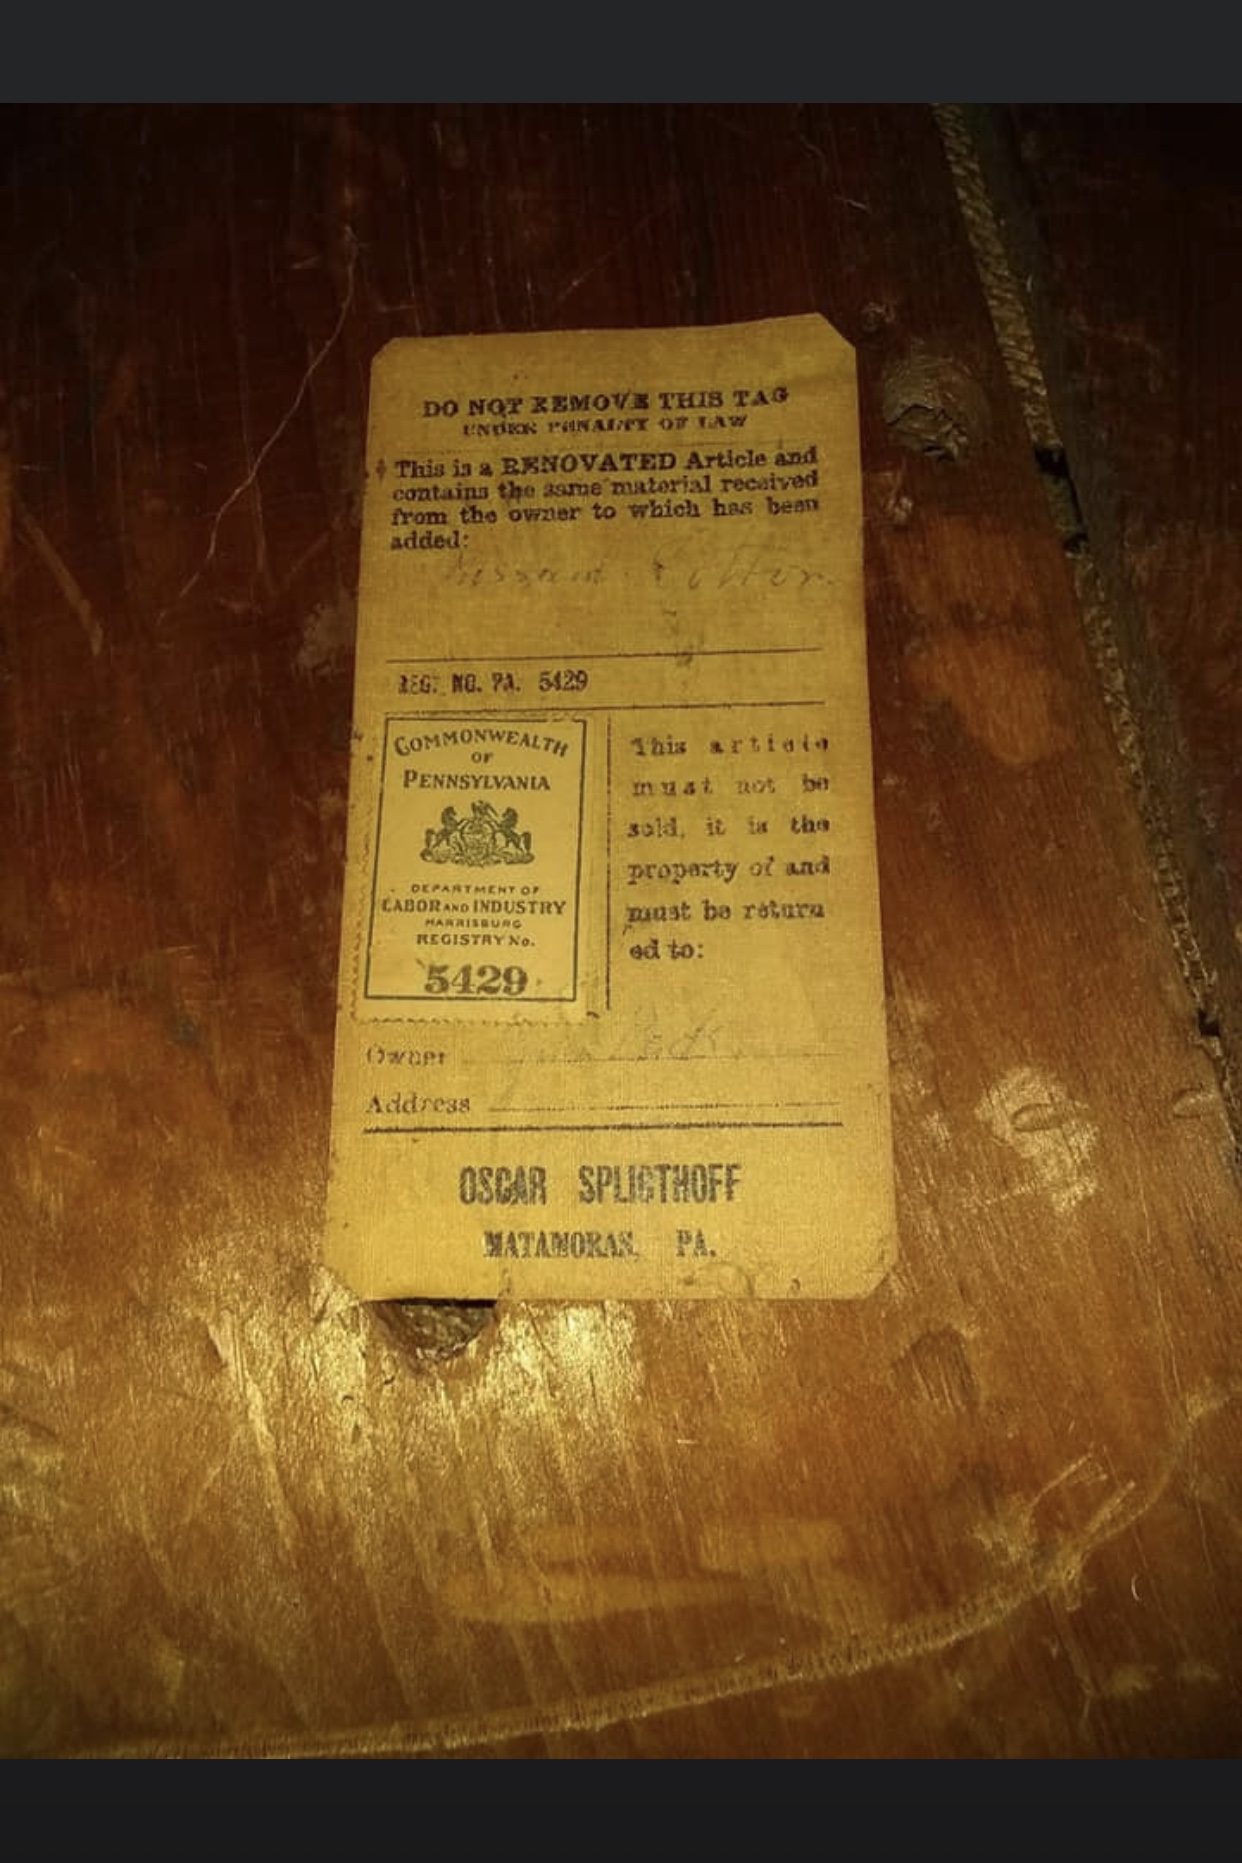 DO NOT REMOVE THIS TAG
UNDER PENALTY OF LAW
This is a RENOVATED Article and
contains the same material received
from the owner to which has been
added:
Cotton
REG. NO. PA. 5429
COMMONWEALTH
OF
PENNSYLVANIA
DEPARTMENT OF
LABOR AND INDUSTRY
HARRISBURG
REGISTRY No.
5429
This article
must not be
sold, it is the
property of and
must be return
ed to:
Owner
Address
OSCAR SPLIGTHOFF
MATAMORAS, PA.